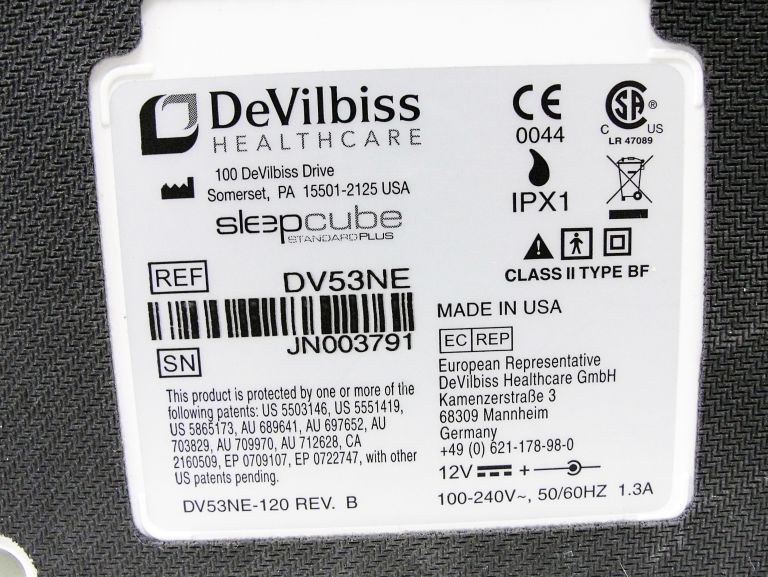 DeVilbiss
HEALTHCARE
100 DeVilbiss Drive
Somerset, PA 15501-2125 USA
sleepcube
STANDARDPLUS
REF DV53NE
JN003791
SN
This product is protected by one or more of the
following patents: US 5503146, US 5551419,
US 5865173, AU 689641, AU 697652, AU
703829, AU 709970, AU 712628, CA
2160509, EP 0709107, EP 0722747, with other
US patents pending.
DV53NE-120 REV. B
CE
0044
SA ®
C US
LR 47089
IPX1
CLASS II TYPE BF
MADE IN USA
EC REP
European Representative
DeVilbiss Healthcare GmbH
Kamenzerstraße 3
68309 Mannheim
Germany
+49 (0) 621-178-98-0
12V +
100-240V~, 50/60HZ 1.3A